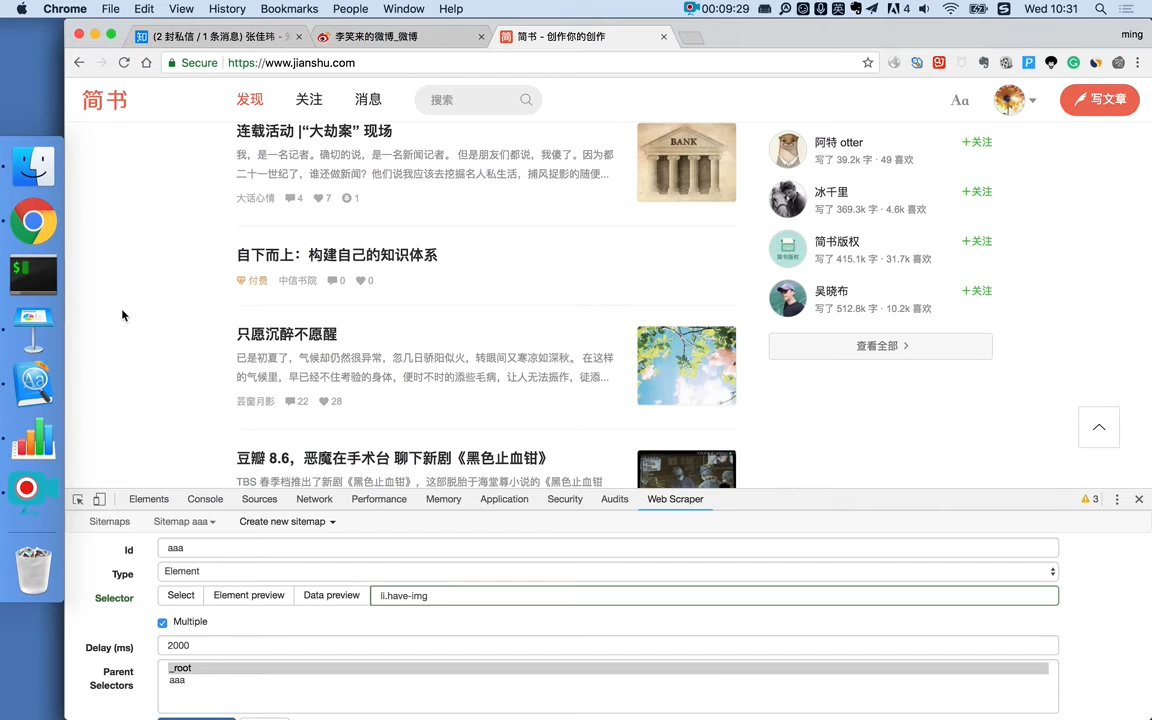 Chrome File Edit View History Bookmarks People Window Help 00:09:29 英 4 Wed 10:31
知 (2 封私信 / 1 条消息) 张佳玮 - 李笑来的微博_微博 简 简书 - 创作你的创作 ming
Secure https://www.jianshu.com
简书 发现 关注 消息 搜索 Aa 写文章
连载活动 |“大劫案” 现场
我，是一名记者。确切的说，是一名新闻记者。 但是朋友们都说，我傻了。因为都
二十一世纪了，谁还做新闻？他们说我应该去挖掘名人私生活，捕风捉影的随便...
大话心情 4 7 1
BANK
自下而上：构建自己的知识体系
付费 中信书院 0 0
只愿沉醉不愿醒
已是初夏了，气候却仍然很异常，忽几日骄阳似火，转眼间又寒凉如深秋。 在这样
的气候里，早已经不住考验的身体，便时不时的添些毛病，让人无法振作，徒添...
芸窗月影 22 28
豆瓣 8.6，恶魔在手术台 聊下新剧《黑色止血钳》
TBS 春季档推出了新剧《黑色止血钳》，这部脱胎于海堂尊小说的《黑色止血钳
阿特 otter +关注
写了 39.2k 字 · 49 喜欢
冰千里 +关注
写了 369.3k 字 · 4.6k 喜欢
简书版权 +关注
写了 415.1k 字 · 31.7k 喜欢
吴晓布 +关注
写了 512.8k 字 · 10.2k 喜欢
查看全部 >
Elements Console Sources Network Performance Memory Application Security Audits Web Scraper 3
Sitemaps Sitemap aaa Create new sitemap
Id aaa
Type Element
Selector Select Element preview Data preview li.have-img
Multiple
Delay (ms) 2000
Parent Selectors _root
aaa